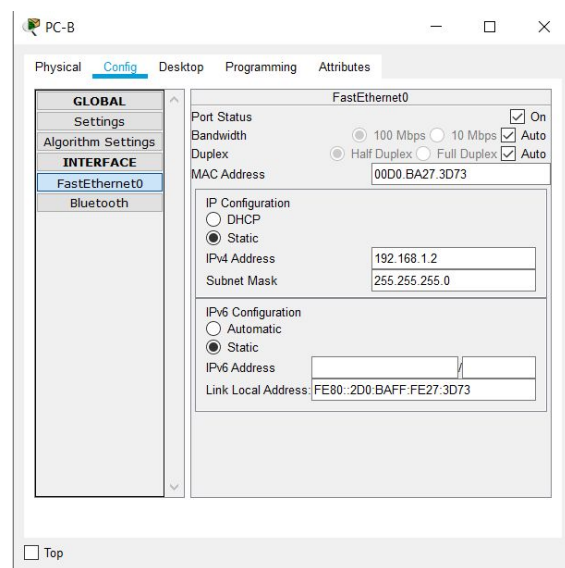 PC-B
Physical Config Desktop Programming Attributes
GLOBAL
Settings
Algorithm Settings
INTERFACE
FastEthernet0
Bluetooth
FastEthernet0
Port Status On
Bandwidth 100 Mbps 10 Mbps Auto
Duplex Half Duplex Full Duplex Auto
MAC Address 00D0.BA27.3D73
IP Configuration
DHCP
Static
IPv4 Address 192.168.1.2
Subnet Mask 255.255.255.0
IPv6 Configuration
Automatic
Static
IPv6 Address /
Link Local Address: FE80::2D0:BAFF:FE27:3D73
Top